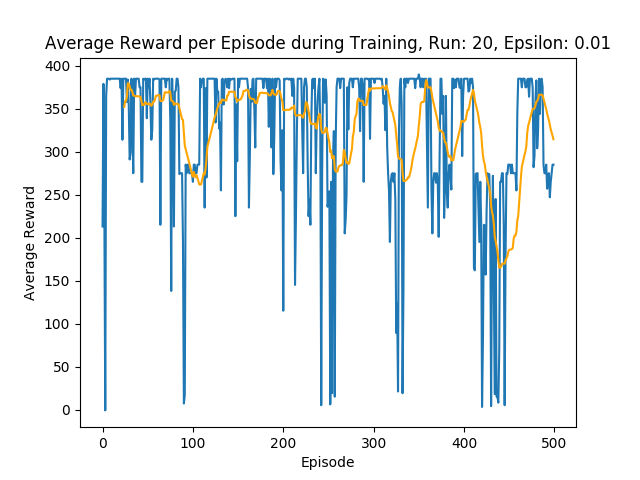 Average Reward per Episode during Training, Run: 20, Epsilon: 0.01
400
350
300
250
200
150
100
50
0
Average Reward
0 100 200 300 400 500
Episode